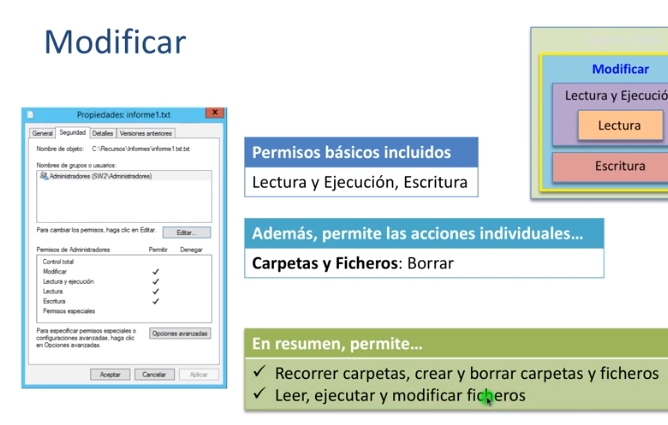 Modificar
Propiedades: informe1.txt
x
General Seguridad Detalles Versiones anteriores
Nombre de objeto: C:\Recursos\Informes\informe1.txt.txt
Nombres de grupos o usuarios:
Administradores (SW2\Administradores)
Para cambiar los permisos, haga clic en Editar. Editar...
Permisos de Administradores Permitir Denegar
Control total
Modificar
Lectura y ejecución
Lectura
Escritura
Permisos especiales
Para especificar permisos especiales o
configuraciones avanzadas, haga clic
en Opciones avanzadas.
Opciones avanzadas
Aceptar Cancelar Aplicar
Permisos básicos incluidos
Lectura y Ejecución, Escritura
Además, permite las acciones individuales...
Carpetas y Ficheros: Borrar
En resumen, permite...
✓ Recorrer carpetas, crear y borrar carpetas y ficheros
✓ Leer, ejecutar y modificar ficheros
Modificar
Lectura y Ejecució
Lectura
Escritura